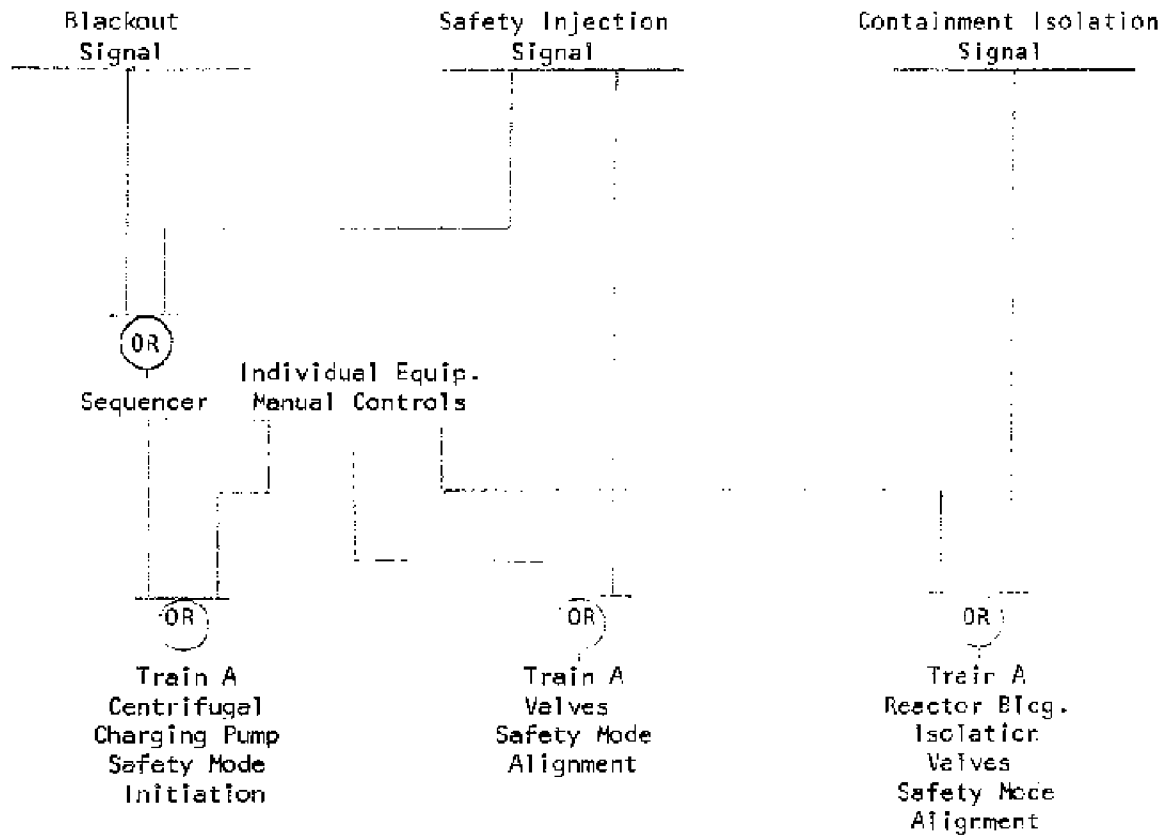 Blackout
Signal
Safety Injection
Signal
Containment Isolation
Signal
OR
Sequencer
Individual Equip.
Manual Controls
OR
Train A
Centrifugal
Charging Pump
Safety Mode
Initiation
OR
Train A
Valves
Safety Mode
Alignment
OR
Train A
Reactor Bldg.
Isolation
Valves
Safety Mode
Alignment